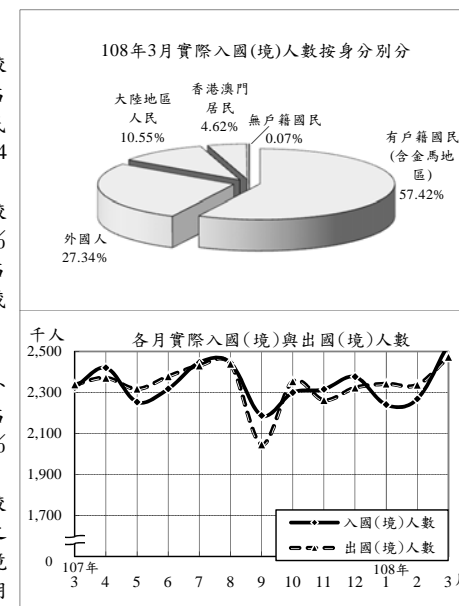 108年3月實際入國(境)人數按身分別分
香港澳門
居民
4.62%
大陸地區
人民
10.55%
無戶籍國民
0.07%
有戶籍國民
(含金馬地
區)
57.42%
外國人
27.34%
千人
各月實際入國(境)與出國(境)人數
2,500
2,300
2,100
1,900
1,700
0
入國(境)人數
出國(境)人數
107年
108年
3 4 5 6 7 8 9 10 11 12 1 2 3月